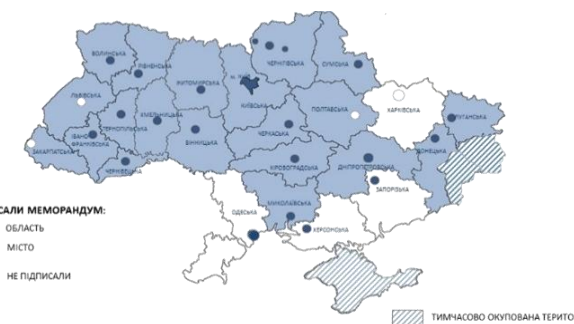 ВОЛИНСЬКА
РІВНЕНСЬКА
ЖИТОМИРСЬКА
М. КИЇВ
КИЇВСЬКА
ЧЕРНІГІВСЬКА
СУМСЬКА
ЛЬВІВСЬКА
ТЕРНОПІЛЬСЬКА
ХМЕЛЬНИЦЬКА
ВІННИЦЬКА
ЧЕРКАСЬКА
ПОЛТАВСЬКА
ХАРКІВСЬКА
ЛУГАНСЬКА
ЗАКАРПАТСЬКА
ІВАНО-
ФРАНКІВСЬКА
ЧЕРНІВЕЦЬКА
КІРОВОГРАДСЬКА
ДНІПРОПЕТРОВСЬКА
ДОНЕЦЬКА
ЗАПОРІЗЬКА
МИКОЛАЇВСЬКА
ОДЕСЬКА
ХЕРСОНСЬКА
САЛИ МЕМОРАНДУМ:
ОБЛАСТЬ
МІСТО
НЕ ПІДПИСАЛИ
ТИМЧАСОВО ОКУПОВАНА ТЕРИТО